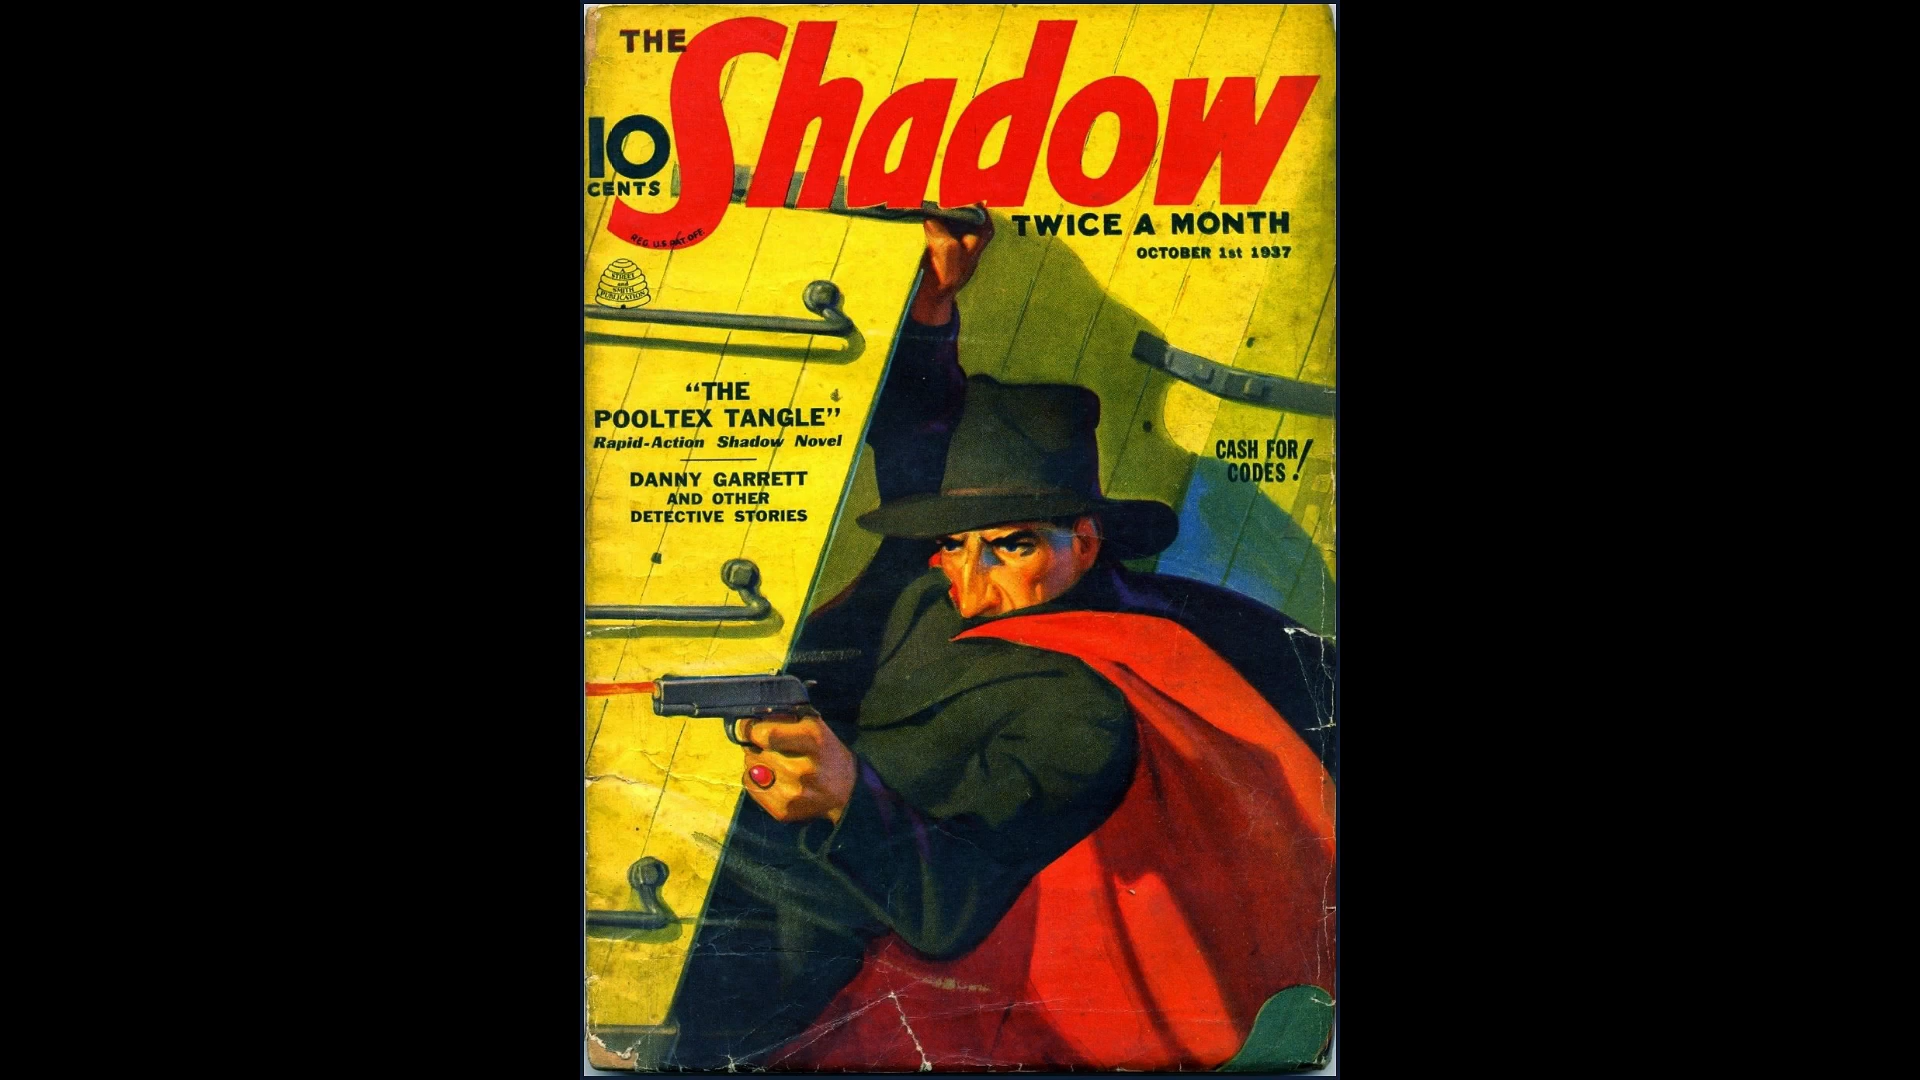 THE
Shadow
10
CENTS
REG. U.S. PAT. OFF.
TWICE A MONTH
OCTOBER 1st 1937
A
STREET
and
SMITH
PUBLICATION
"THE
POOLTEX TANGLE"
Rapid-Action Shadow Novel
DANNY GARRETT
AND OTHER
DETECTIVE STORIES
CASH FOR
CODES!